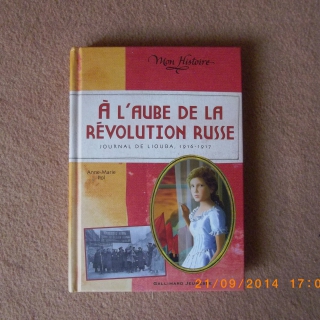 Mon Histoire
À L'AUBE DE LA
RÉVOLUTION RUSSE
JOURNAL DE LIOUBA, 1916-1917
Anne-Marie
Pol
GALLIMARD JEU
21/09/2014 17:0